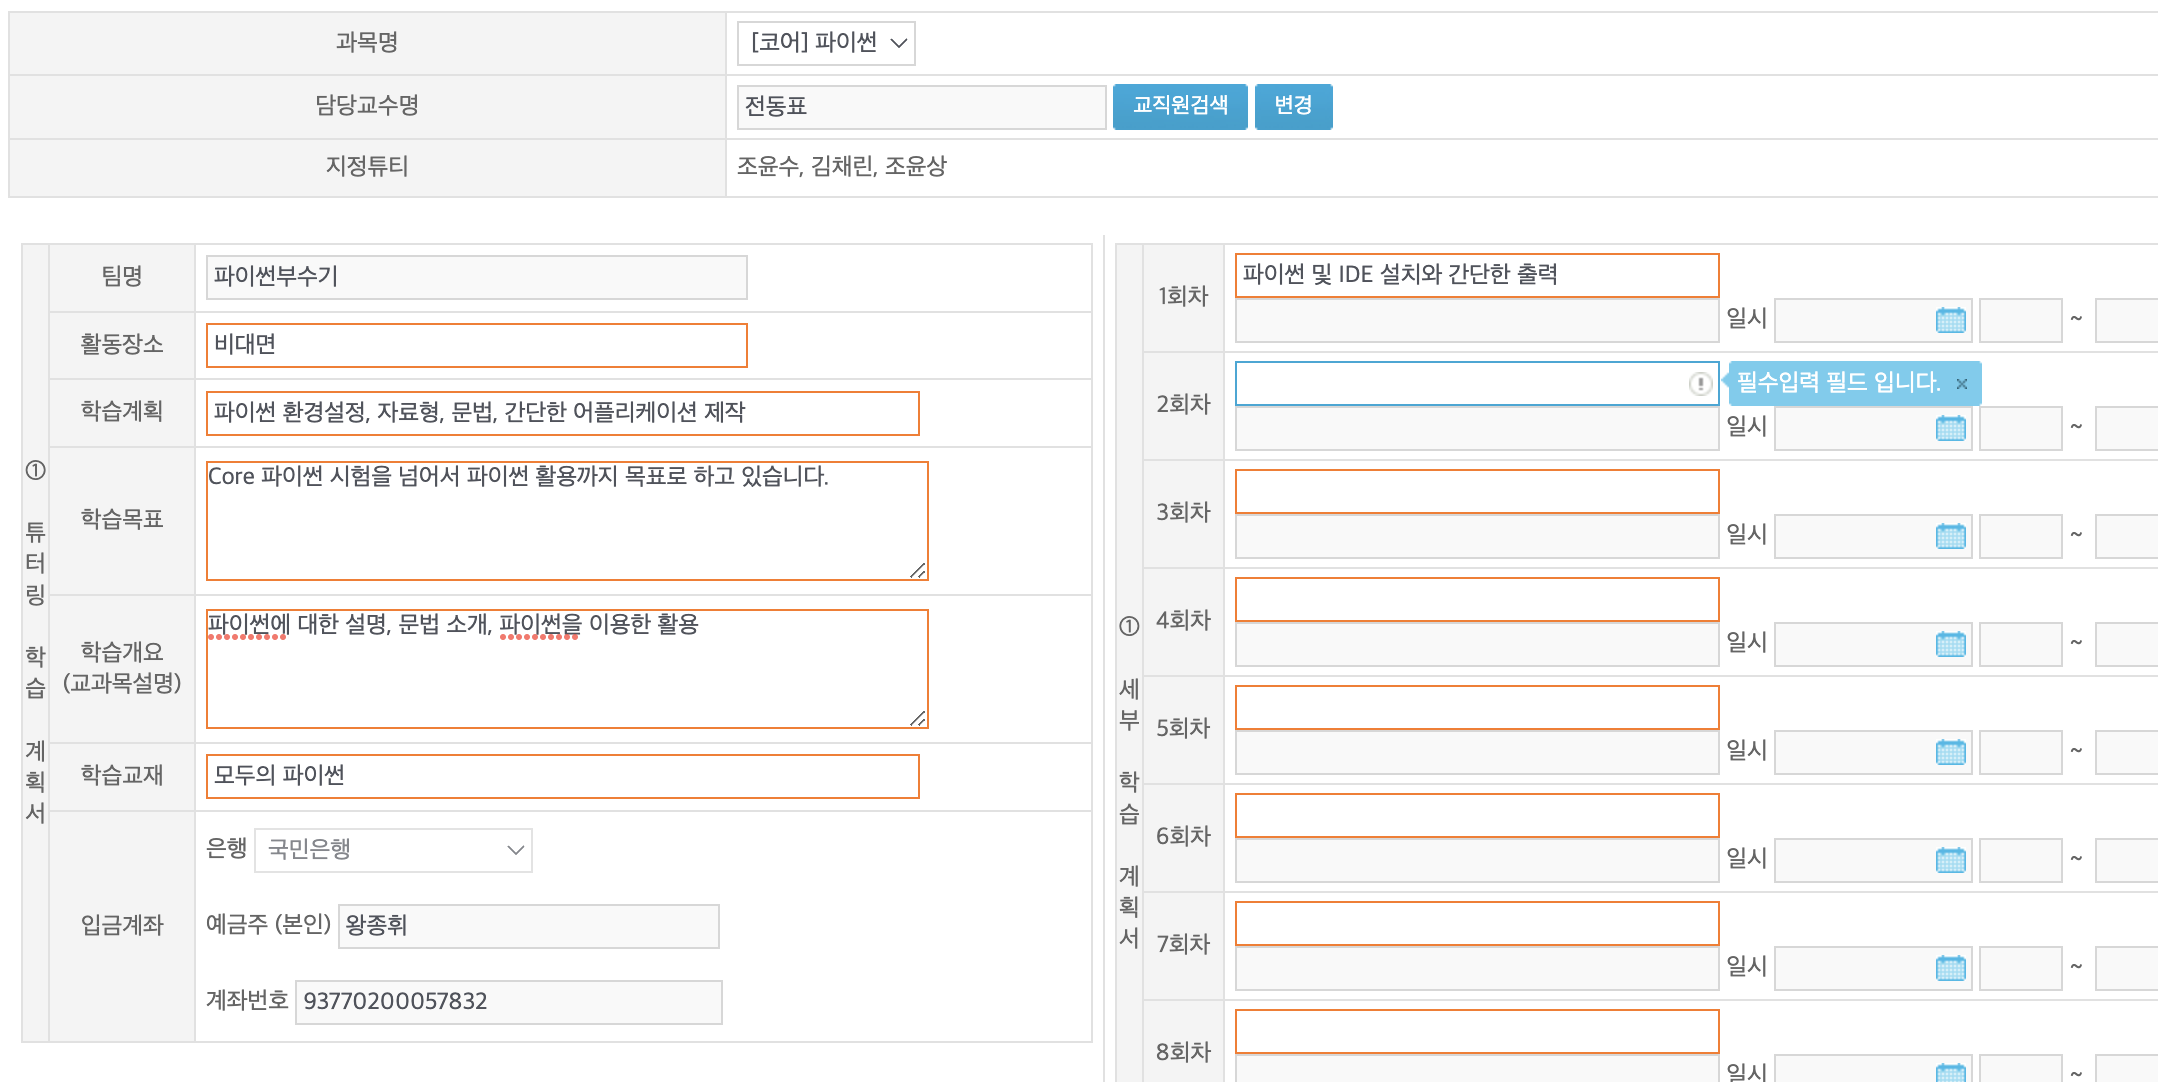 과목명
[코어] 파이썬
담당교수명
전동표
교직원검색
변경
지정튜티
조윤수, 김채린, 조윤상
① 튜터링 학습 계획서
팀명
파이썬부수기
활동장소
비대면
학습계획
파이썬 환경설정, 자료형, 문법, 간단한 어플리케이션 제작
학습목표
Core 파이썬 시험을 넘어서 파이썬 활용까지 목표로 하고 있습니다.
학습개요
(교과목설명)
파이썬에 대한 설명, 문법 소개, 파이썬을 이용한 활용
학습교재
모두의 파이썬
입금계좌
은행 국민은행
예금주 (본인) 왕종휘
계좌번호 93770200057832
① 세부 학습 계획서
1회차
파이썬 및 IDE 설치와 간단한 출력
일시 ~
2회차
필수입력 필드 입니다. ×
일시 ~
3회차
일시 ~
4회차
일시 ~
5회차
일시 ~
6회차
일시 ~
7회차
일시 ~
8회차
일시 ~